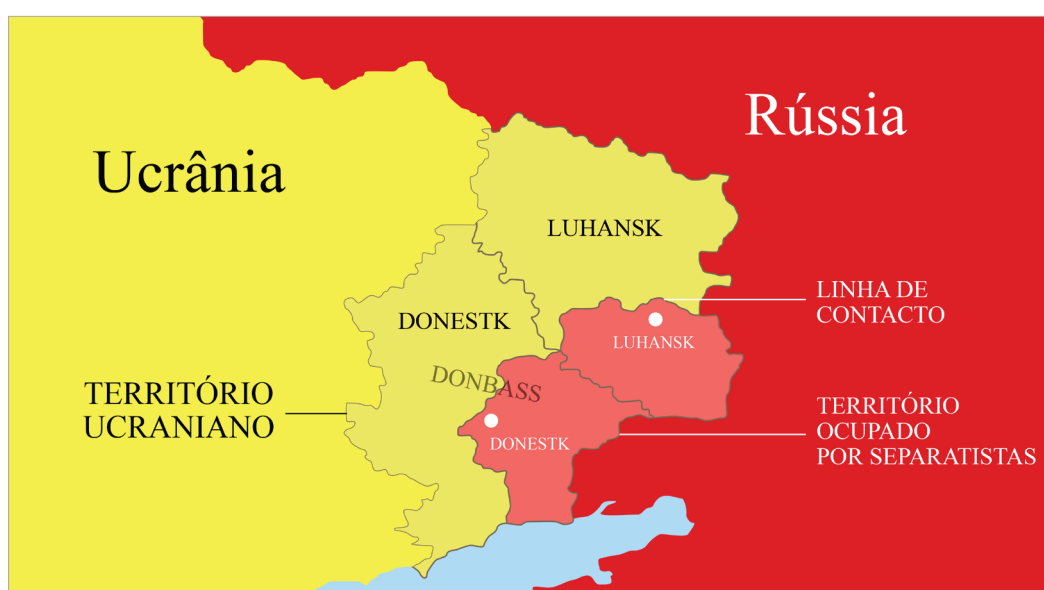 Rússia
Ucrânia
LUHANSK
LINHA DE
CONTACTO
DONESTK
LUHANSK
DONBASS
TERRITÓRIO
UCRANIANO
TERRITÓRIO
OCUPADO
POR SEPARATISTAS
DONESTK